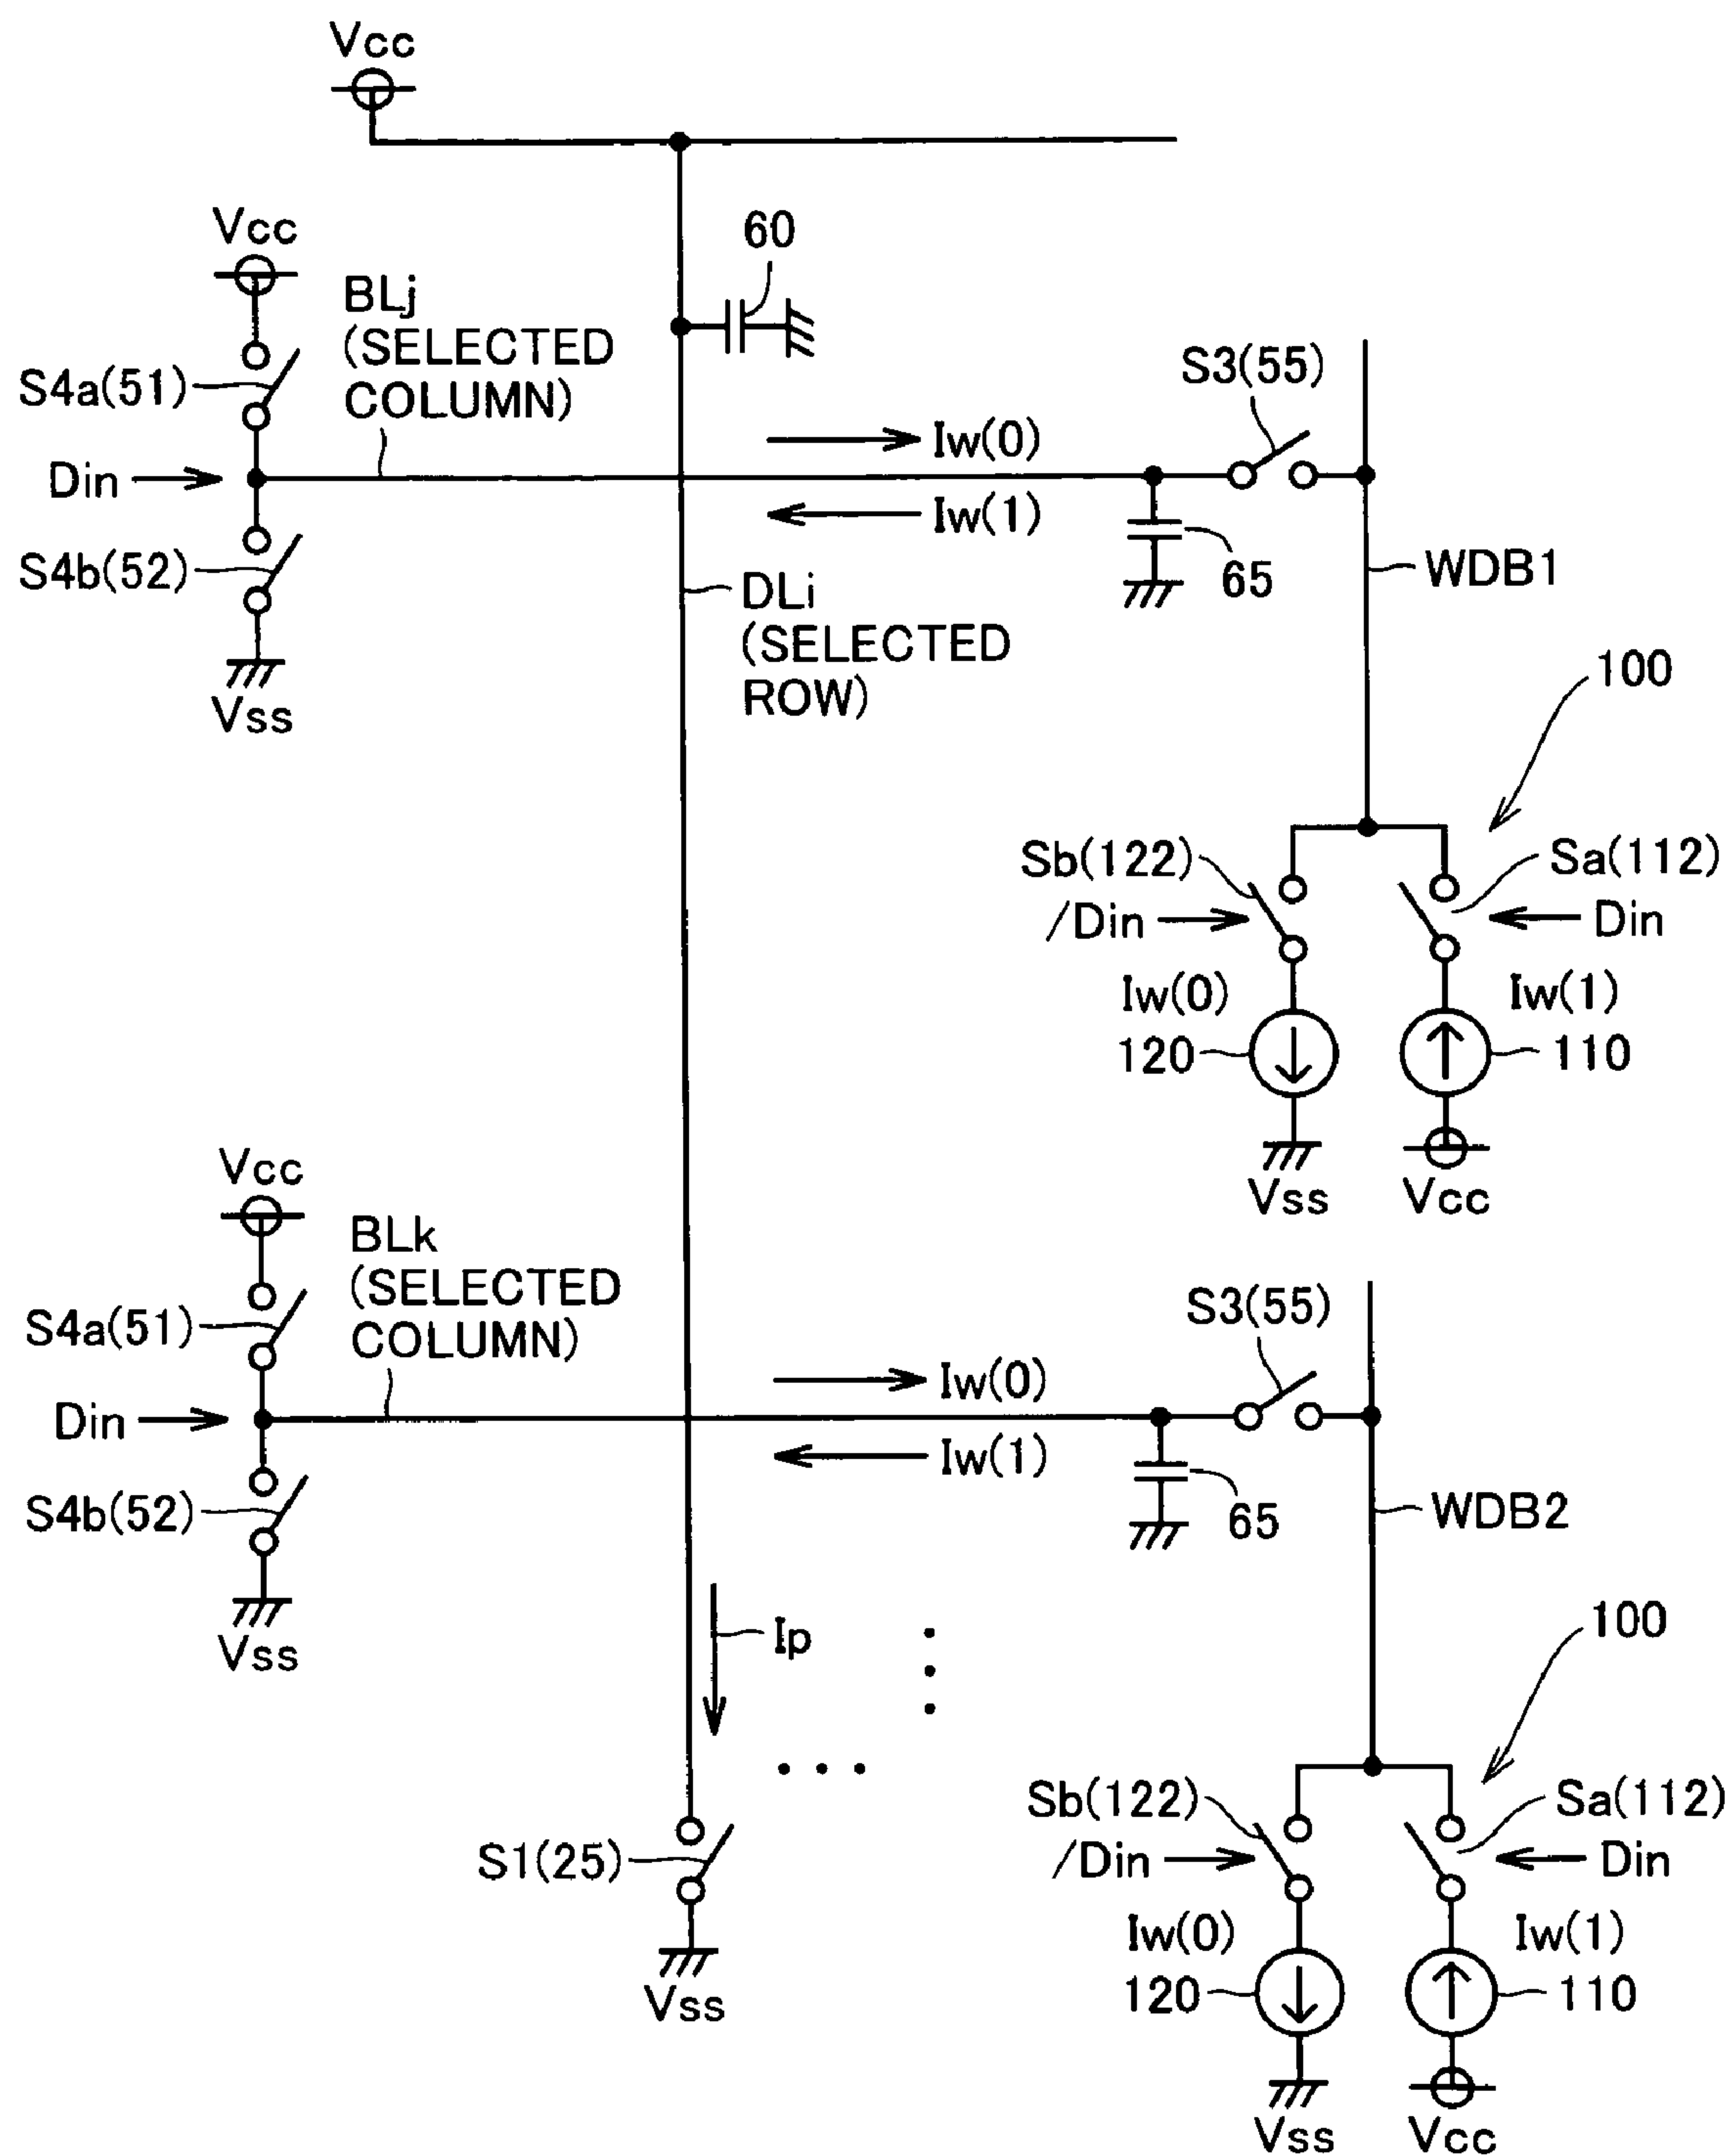 Vcc
Vcc
60
BLj
(SELECTED
COLUMN)
S4a(51)
S3(55)
Iw(0)
Din
Iw(1)
S4b(52)
65
WDB1
DLi
(SELECTED
ROW)
Vss
100
Sb(122)
Sa(112)
/Din
Din
Iw(0)
Iw(1)
120
110
Vss
Vcc
Vcc
BLk
(SELECTED
COLUMN)
S4a(51)
S3(55)
Iw(0)
Din
Iw(1)
S4b(52)
65
WDB2
Vss
Ip
100
Sb(122)
Sa(112)
S1(25)
/Din
Din
Iw(0)
Iw(1)
120
110
Vss
Vss
Vcc